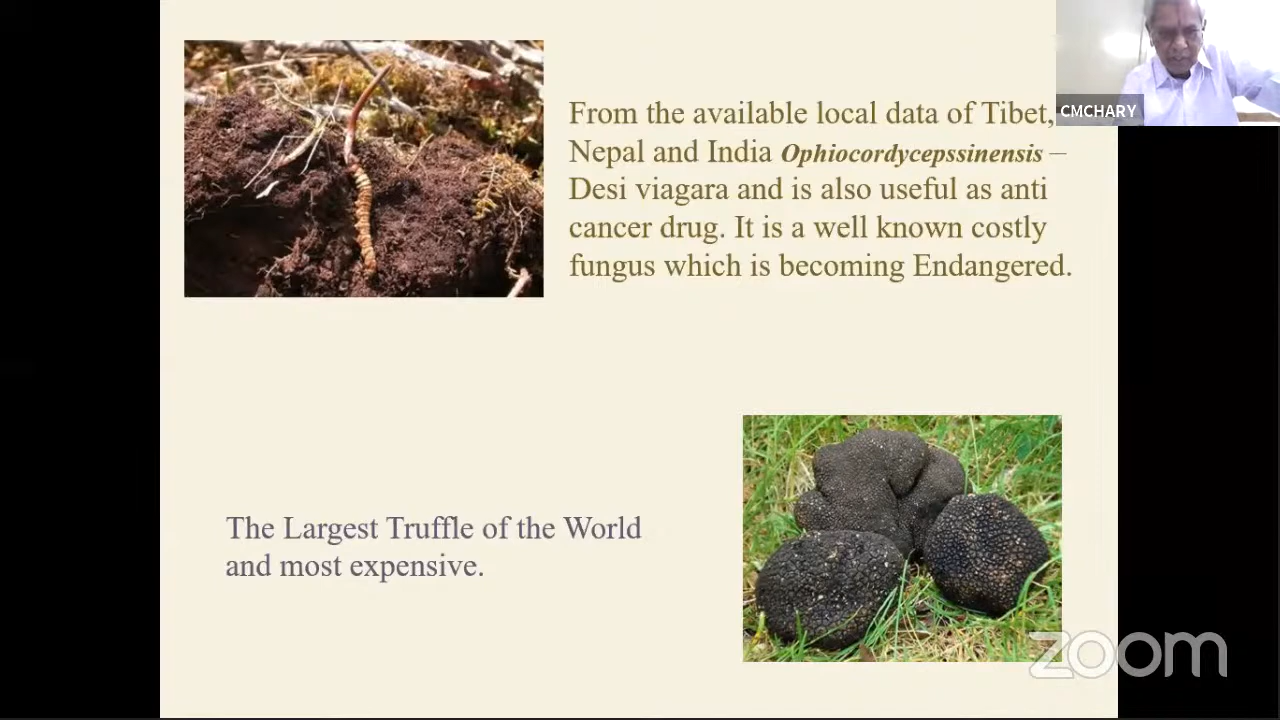 CMCHARY
From the available local data of Tibet,
Nepal and India Ophiocordycepssinensis –
Desi viagara and is also useful as anti
cancer drug. It is a well known costly
fungus which is becoming Endangered.
The Largest Truffle of the World
and most expensive.
zoom